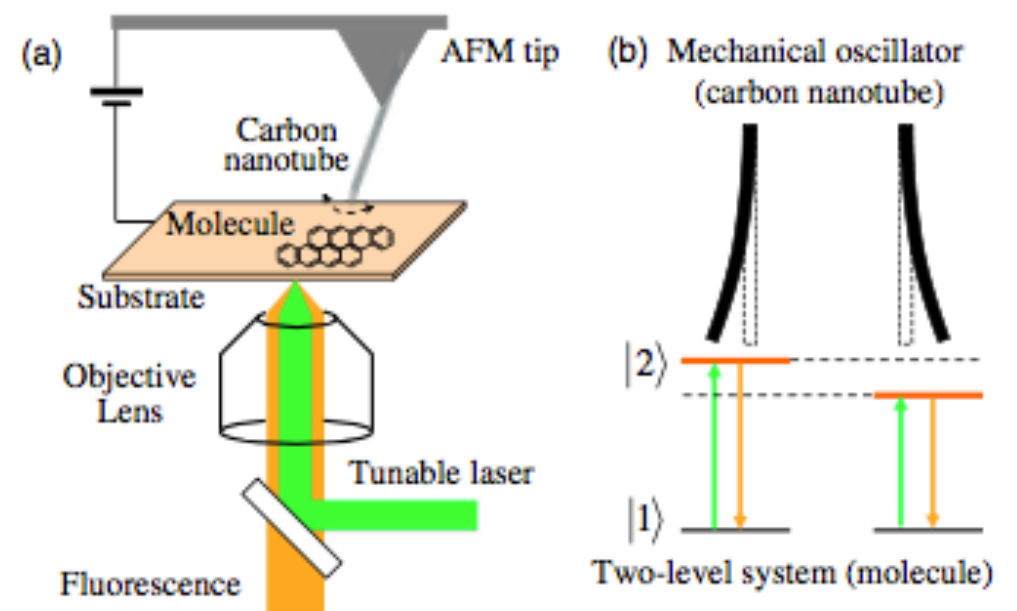 (a)
AFM tip
Carbon
nanotube
Molecule
Substrate
Objective
Lens
Tunable laser
Fluorescence
(b) Mechanical oscillator
(carbon nanotube)
|2⟩
|1⟩
Two-level system (molecule)